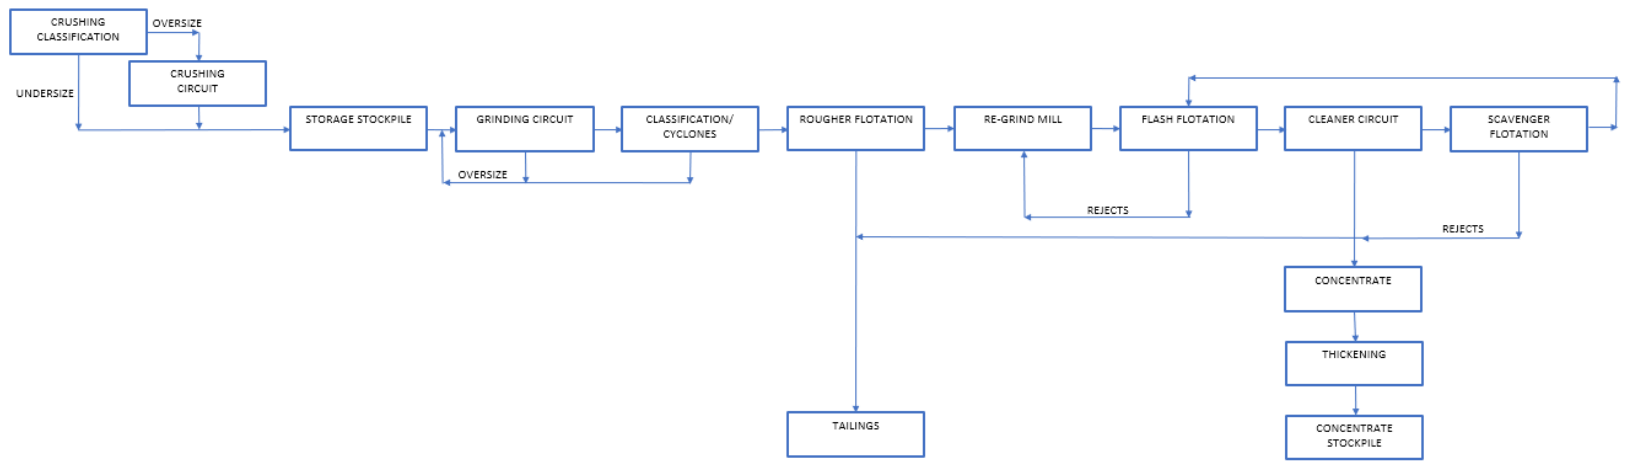 CRUSHING
CLASSIFICATION
OVERSIZE
CRUSHING
CIRCUIT
UNDERSIZE
STORAGE STOCKPILE
GRINDING CIRCUIT
CLASSIFICATION/
CYCLONES
ROUGHER FLOTATION
RE-GRIND MILL
FLASH FLOTATION
CLEANER CIRCUIT
SCAVENGER
FLOTATION
OVERSIZE
REJECTS
REJECTS
CONCENTRATE
THICKENING
TAILINGS
CONCENTRATE
STOCKPILE